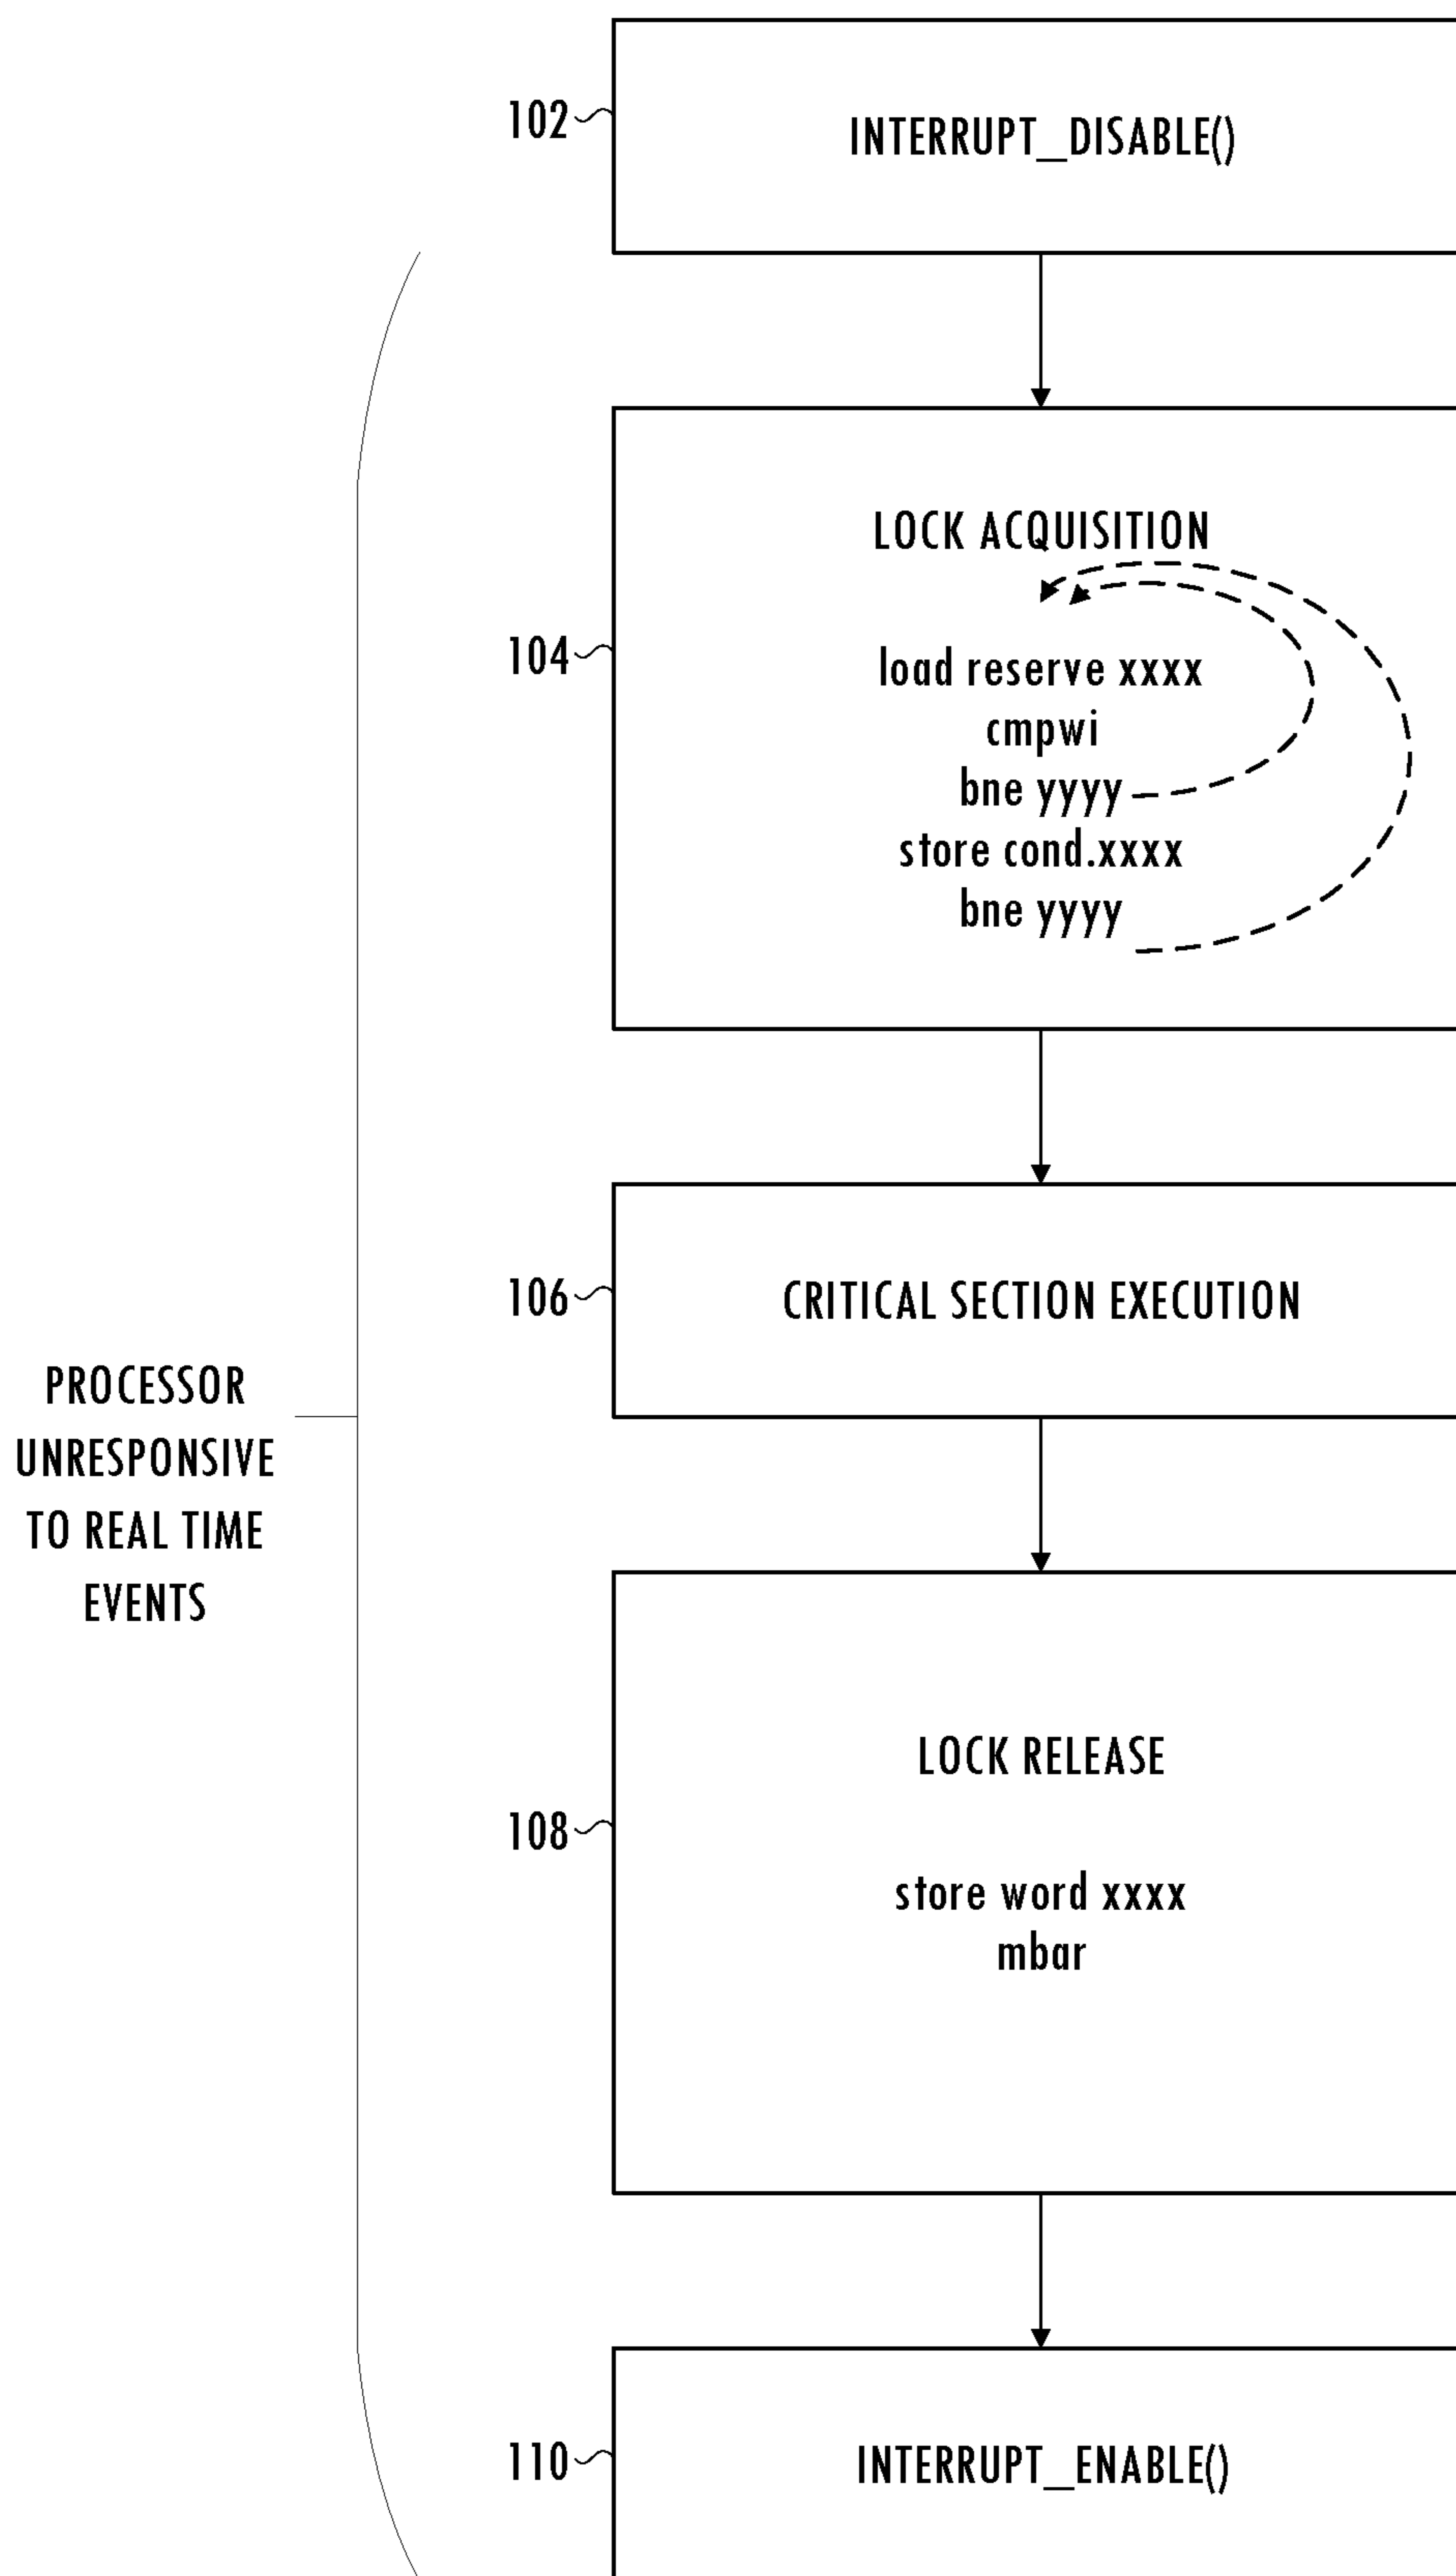 102
INTERRUPT_DISABLE()
LOCK ACQUISITION
104
load reserve xxxx
cmpwi
bne yyyy
store cond.xxxx
bne yyyy
106
CRITICAL SECTION EXECUTION
PROCESSOR
UNRESPONSIVE
TO REAL TIME
EVENTS
LOCK RELEASE
108
store word xxxx
mbar
110
INTERRUPT_ENABLE()